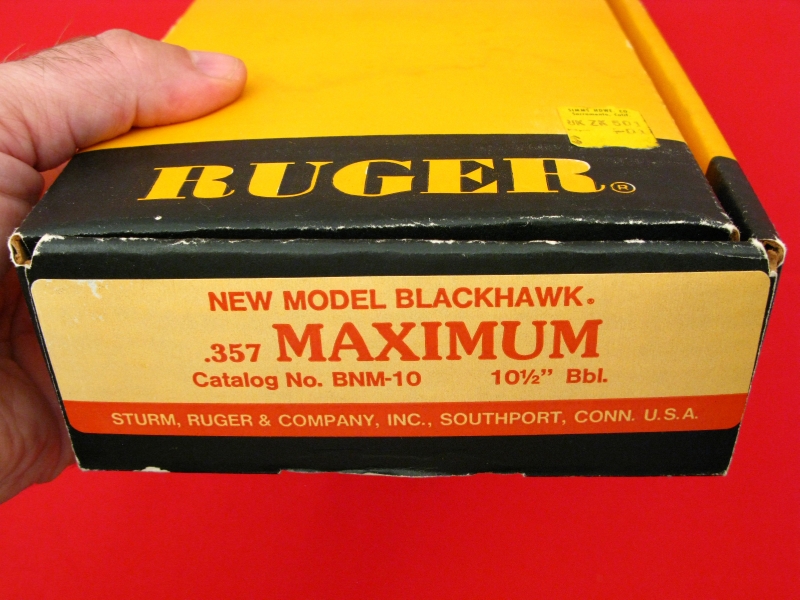 RUGER®
NEW MODEL BLACKHAWK.
.357 MAXIMUM
Catalog No. BNM-10 10½" Bbl.
STURM, RUGER & COMPANY, INC., SOUTHPORT, CONN. U.S.A.